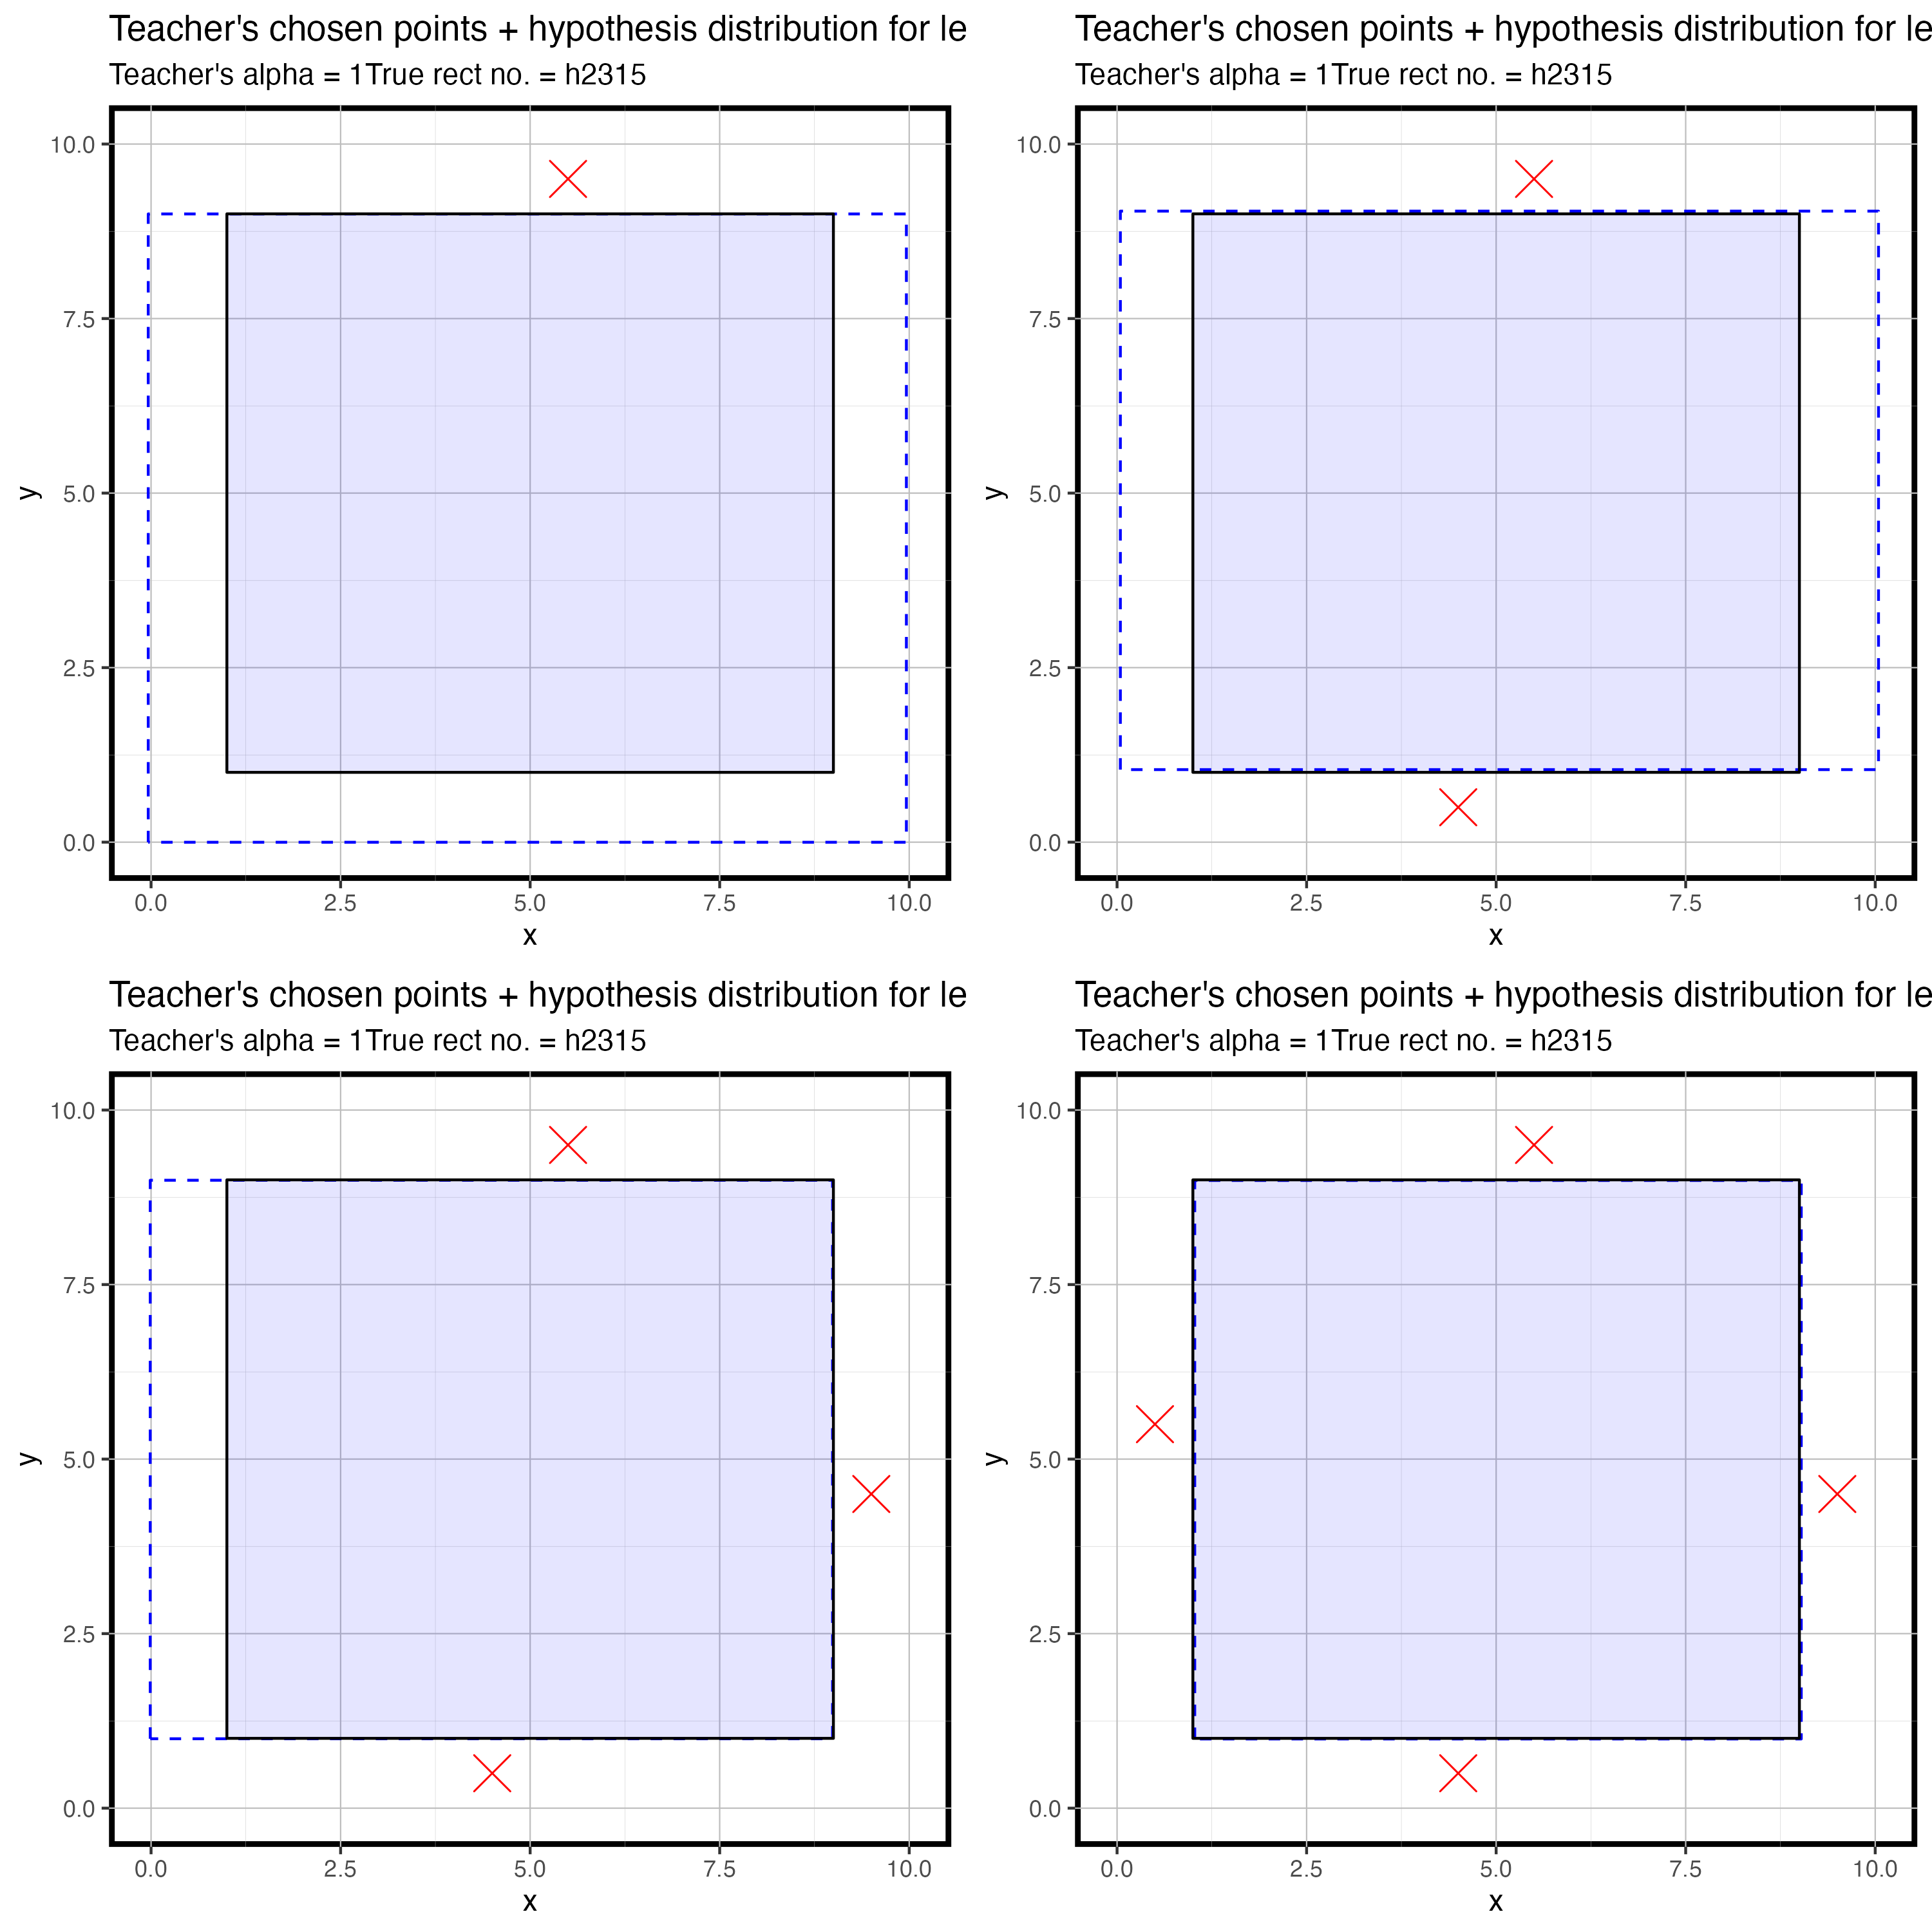 Teacher's chosen points + hypothesis distribution for le
Teacher's alpha = 1True rect no. = h2315
10.0
7.5
5.0
2.5
0.0
y
0.0 2.5 5.0 7.5 10.0
x
Teacher's chosen points + hypothesis distribution for le
Teacher's alpha = 1True rect no. = h2315
10.0
7.5
5.0
2.5
0.0
y
0.0 2.5 5.0 7.5 10.0
x
Teacher's chosen points + hypothesis distribution for le
Teacher's alpha = 1True rect no. = h2315
10.0
7.5
5.0
2.5
0.0
y
0.0 2.5 5.0 7.5 10.0
x
Teacher's chosen points + hypothesis distribution for le
Teacher's alpha = 1True rect no. = h2315
10.0
7.5
5.0
2.5
0.0
y
0.0 2.5 5.0 7.5 10.0
x